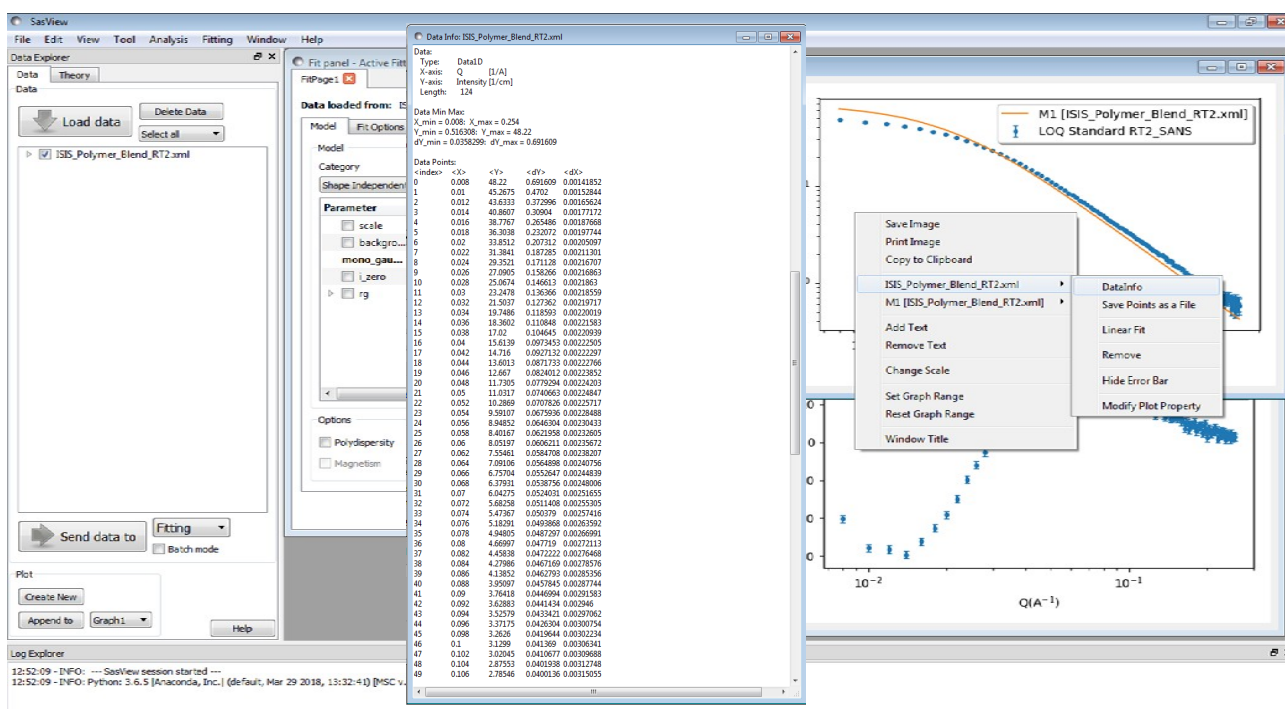 SasView
File Edit View Tool Analysis Fitting Window Help
Data Explorer
Data Theory
Data
Load data
Delete Data
Select all
ISIS_Polymer_Blend_RT2.xml
Send data to
Fitting
Batch mode
Plot
Create New
Append to Graph1
Help
Fit panel - Active Fitt
FitPage1
Data loaded from: IS
Model Fit Options
Model
Category
Shape Independent
Parameter
scale
backgro...
mono_gau...
i_zero
rg
Options
Polydispersity
Magnetism
Data Info: ISIS_Polymer_Blend_RT2.xml
Data:
Type: Data1D
X-axis: Q [1/A]
Y-axis: Intensity [1/cm]
Length: 124
Data Min Max:
X_min = 0.008: X_max = 0.254
Y_min = 0.516308: Y_max = 48.22
dY_min = 0.0358299: dY_max = 0.691609
Data Points:
<index> <X> <Y> <dY> <dX>
0 0.008 48.22 0.691609 0.00141852
1 0.01 45.2675 0.4702 0.00152844
2 0.012 43.6333 0.372996 0.00165624
3 0.014 40.8607 0.30904 0.00177172
4 0.016 38.7767 0.265486 0.00187668
5 0.018 36.3038 0.232072 0.00197744
6 0.02 33.8512 0.207312 0.00205097
7 0.022 31.3841 0.187285 0.00211301
8 0.024 29.3521 0.171128 0.00216707
9 0.026 27.0905 0.158266 0.00216863
10 0.028 25.0674 0.146613 0.0021863
11 0.03 23.2478 0.136366 0.00218559
12 0.032 21.5037 0.127362 0.00219717
13 0.034 19.7486 0.118593 0.00220019
14 0.036 18.3602 0.110848 0.00221583
15 0.038 17.02 0.104645 0.00220939
16 0.04 15.6139 0.0973453 0.00222505
17 0.042 14.716 0.0927132 0.00222297
18 0.044 13.6013 0.0871733 0.00222766
19 0.046 12.667 0.0824012 0.00223852
20 0.048 11.7305 0.0779294 0.00224203
21 0.05 11.0317 0.0740663 0.00224847
22 0.052 10.2869 0.0707826 0.00225717
23 0.054 9.59107 0.0675936 0.00228488
24 0.056 8.94852 0.0646304 0.00230433
25 0.058 8.40167 0.0621958 0.00232605
26 0.06 8.05197 0.0606211 0.00235672
27 0.062 7.55461 0.0584708 0.00238207
28 0.064 7.09106 0.0564898 0.00240756
29 0.066 6.75704 0.0552647 0.00244839
30 0.068 6.37931 0.0538756 0.00248006
31 0.07 6.04275 0.0524031 0.00251655
32 0.072 5.68258 0.0511408 0.00255305
33 0.074 5.47367 0.050379 0.00257416
34 0.076 5.18291 0.0493868 0.00263592
35 0.078 4.94805 0.0487297 0.00266991
36 0.08 4.66997 0.047719 0.00272113
37 0.082 4.45838 0.0472222 0.00276468
38 0.084 4.27986 0.0467169 0.00278576
39 0.086 4.13852 0.0462793 0.00285356
40 0.088 3.95097 0.0457845 0.00287744
41 0.09 3.76418 0.0446994 0.00291583
42 0.092 3.62883 0.0441434 0.002946
43 0.094 3.52579 0.0433421 0.00297062
44 0.096 3.37175 0.0426304 0.00300754
45 0.098 3.2626 0.0419644 0.00302234
46 0.1 3.1299 0.041369 0.00306341
47 0.102 3.02045 0.0410677 0.00309688
48 0.104 2.87553 0.0401938 0.00312748
49 0.106 2.78546 0.0400136 0.00315055
M1 [ISIS_Polymer_Blend_RT2.xml]
LOQ Standard RT2_SANS
Save Image
Print Image
Copy to Clipboard
ISIS_Polymer_Blend_RT2.xml
M1 [ISIS_Polymer_Blend_RT2.xml]
Add Text
Remove Text
Change Scale
Set Graph Range
Reset Graph Range
Window Title
DataInfo
Save Points as a File
Linear Fit
Remove
Hide Error Bar
Modify Plot Property
10⁻² 10⁻¹
Q(A⁻¹)
Log Explorer
12:52:09 - INFO: --- SasView session started ---
12:52:09 - INFO: Python: 3.6.5 |Anaconda, Inc.| (default, Mar 29 2018, 13:32:41) [MSC v.